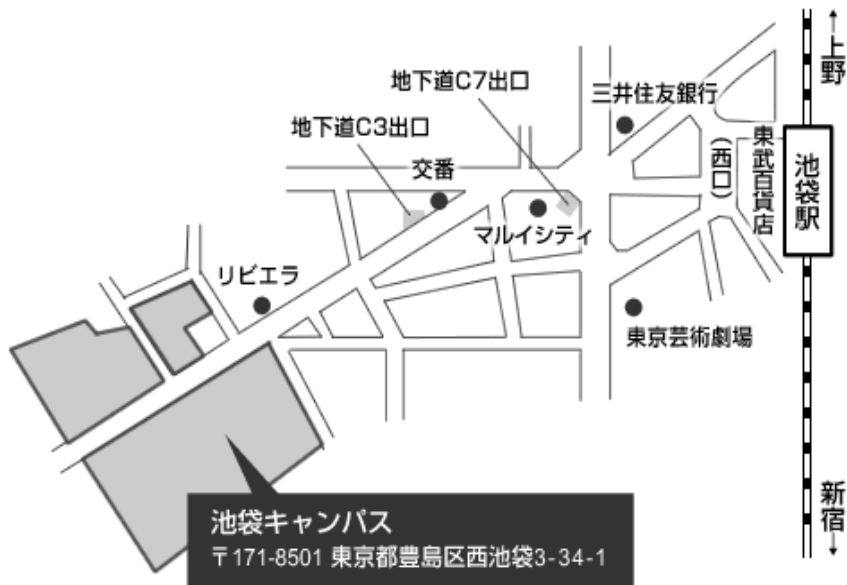 上野
地下道C7出口
三井住友銀行
地下道C3出口
交番
東武百貨店
（西口）
池袋駅
マルイシティ
リビエラ
東京芸術劇場
新宿
池袋キャンパス
〒171-8501 東京都豊島区西池袋3-34-1